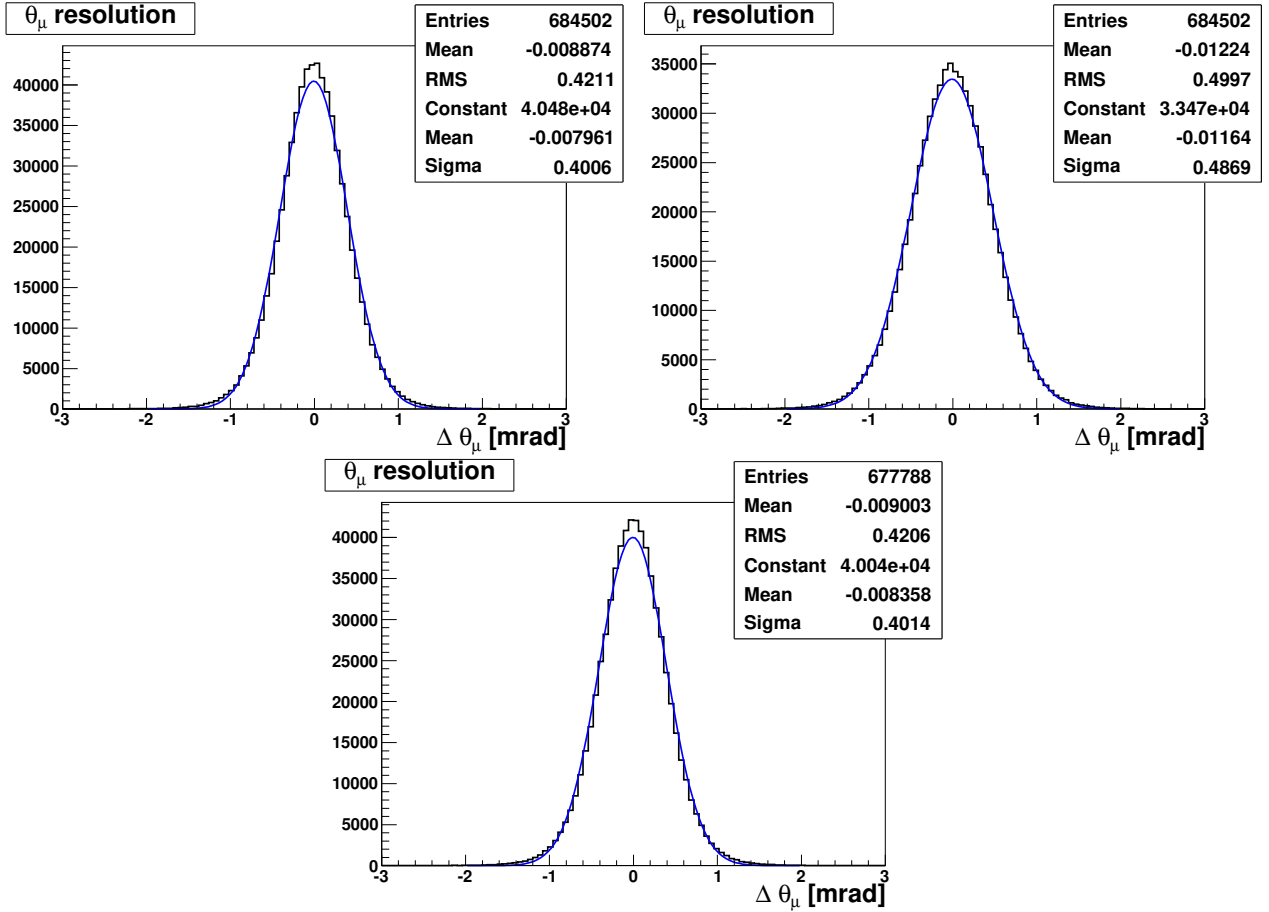 θμ resolution
Entries 684502
Mean -0.008874
RMS 0.4211
Constant 4.048e+04
Mean -0.007961
Sigma 0.4006
40000
35000
30000
25000
20000
15000
10000
5000
0
-3 -2 -1 0 1 2 3
Δ θμ [mrad]
θμ resolution
Entries 684502
Mean -0.01224
RMS 0.4997
Constant 3.347e+04
Mean -0.01164
Sigma 0.4869
35000
30000
25000
20000
15000
10000
5000
0
-3 -2 -1 0 1 2 3
Δ θμ [mrad]
θμ resolution
Entries 677788
Mean -0.009003
RMS 0.4206
Constant 4.004e+04
Mean -0.008358
Sigma 0.4014
40000
35000
30000
25000
20000
15000
10000
5000
0
-3 -2 -1 0 1 2 3
Δ θμ [mrad]